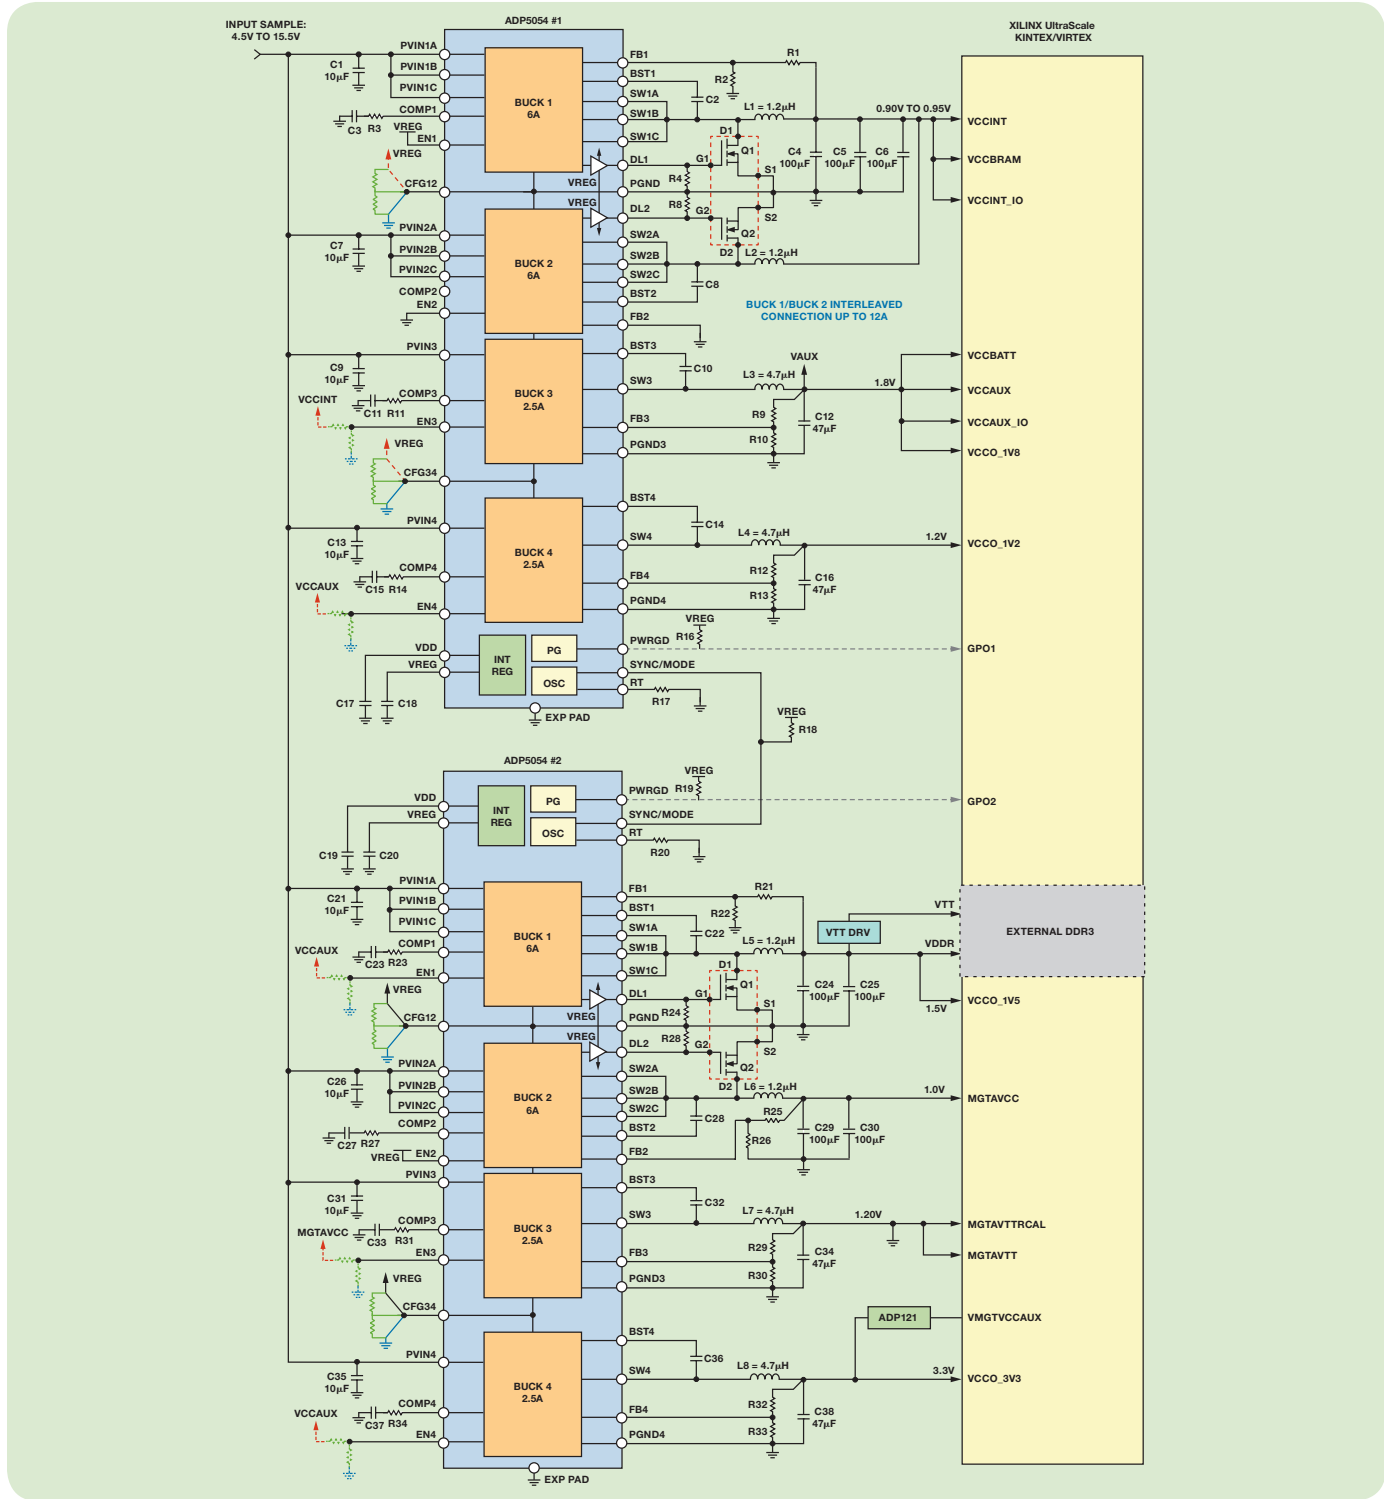 INPUT SAMPLE:
4.5V TO 15.5V
ADP5054 #1
XILINX UltraScale
KINTEX/VIRTEX
PVIN1A
C1
10µF
PVIN1B
PVIN1C
COMP1
C3
R3
VREG
EN1
VREG
CFG12
BUCK 1
6A
FB1
R1
R2
BST1
C2
SW1A
SW1B
SW1C
L1 = 1.2µH
0.90V TO 0.95V
VCCINT
VCCBRAM
VCCINT_IO
D1
Q1
G1
S1
DL1
R4
VREG
PGND
VREG
R8
DL2
G2
S2
Q2
D2
C4
100µF
C5
100µF
C6
100µF
PVIN2A
C7
10µF
PVIN2B
PVIN2C
COMP2
EN2
BUCK 2
6A
SW2A
SW2B
SW2C
BST2
C8
L2 = 1.2µH
FB2
BUCK 1/BUCK 2 INTERLEAVED
CONNECTION UP TO 12A
PVIN3
C9
10µF
COMP3
C11
R11
VCCINT
EN3
VREG
CFG34
BUCK 3
2.5A
BST3
C10
SW3
L3 = 4.7µH
VAUX
1.8V
R9
R10
C12
47µF
FB3
PGND3
VCCBATT
VCCAUX
VCCAUX_IO
VCCO_1V8
PVIN4
C13
10µF
COMP4
C15
R14
VCCAUX
EN4
BUCK 4
2.5A
BST4
C14
SW4
L4 = 4.7µH
1.2V
VCCO_1V2
R12
R13
C16
47µF
FB4
PGND4
VDD
VREG
C17
C18
INT
REG
PG
OSC
PWRGD
VREG
R16
GPO1
SYNC/MODE
RT
R17
EXP PAD
VREG
R18
ADP5054 #2
VDD
VREG
C19
C20
INT
REG
PG
OSC
PWRGD
VREG
R19
GPO2
SYNC/MODE
RT
R20
PVIN1A
C21
10µF
PVIN1B
PVIN1C
COMP1
C23
R23
VCCAUX
EN1
VREG
CFG12
BUCK 1
6A
FB1
R21
R22
BST1
C22
SW1A
SW1B
SW1C
L5 = 1.2µH
VTT DRV
VTT
VDDR
EXTERNAL DDR3
1.5V
VCCO_1V5
D1
Q1
G1
S1
DL1
R24
VREG
PGND
VREG
R28
DL2
G2
S2
Q2
D2
C24
100µF
C25
100µF
PVIN2A
C26
10µF
PVIN2B
PVIN2C
COMP2
C27
R27
VREG
EN2
BUCK 2
6A
SW2A
SW2B
SW2C
BST2
C28
L6 = 1.2µH
1.0V
MGTAVCC
R25
R26
C29
100µF
C30
100µF
FB2
PVIN3
C31
10µF
COMP3
C33
R31
MGTAVCC
EN3
VREG
CFG34
BUCK 3
2.5A
BST3
C32
SW3
L7 = 4.7µH
1.20V
MGTAVTTRCAL
MGTAVTT
R29
R30
C34
47µF
FB3
PGND3
ADP121
VMGTVCCAUX
PVIN4
C35
10µF
COMP4
C37
R34
VCCAUX
EN4
BUCK 4
2.5A
BST4
C36
SW4
L8 = 4.7µH
3.3V
VCCO_3V3
R32
R33
C38
47µF
FB4
PGND4
EXP PAD